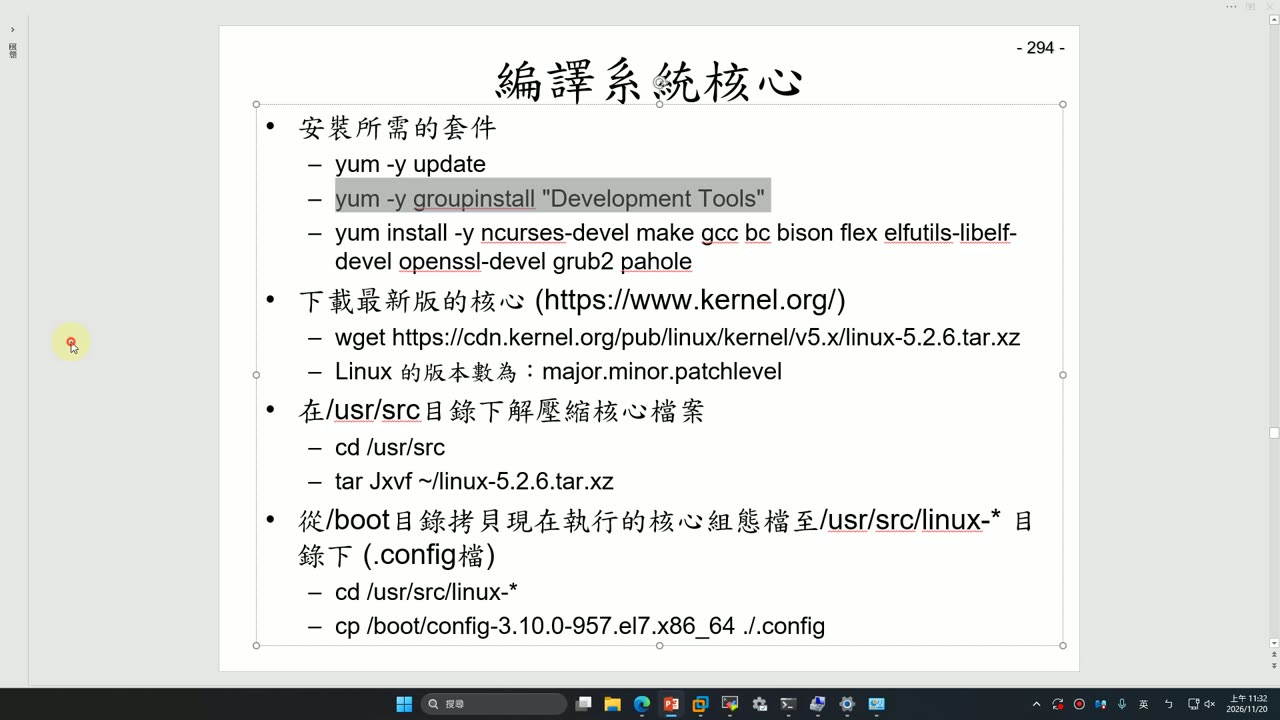 - 294 -
編譯系統核心
• 安裝所需的套件
– yum -y update
– yum -y groupinstall "Development Tools"
– yum install -y ncurses-devel make gcc bc bison flex elfutils-libelf-
devel openssl-devel grub2 pahole
• 下載最新版的核心 (https://www.kernel.org/)
– wget https://cdn.kernel.org/pub/linux/kernel/v5.x/linux-5.2.6.tar.xz
– Linux 的版本數為：major.minor.patchlevel
• 在/usr/src目錄下解壓縮核心檔案
– cd /usr/src
– tar Jxvf ~/linux-5.2.6.tar.xz
• 從/boot目錄拷貝現在執行的核心組態檔至/usr/src/linux-* 目
錄下 (.config檔)
– cd /usr/src/linux-*
– cp /boot/config-3.10.0-957.el7.x86_64 ./.config
搜尋
英
ㄅ
上午 11:32
2026/11/20